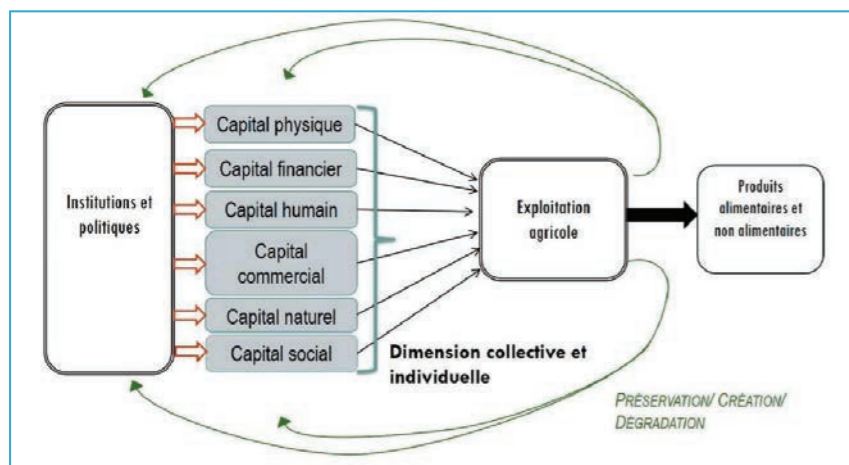 Institutions et
politiques
Capital physique
Capital financier
Capital humain
Capital
commercial
Capital naturel
Capital social
Dimension collective et
individuelle
Exploitation
agricole
Produits
alimentaires et
non alimentaires
PRÉSERVATION/ CRÉATION/
DÉGRADATION